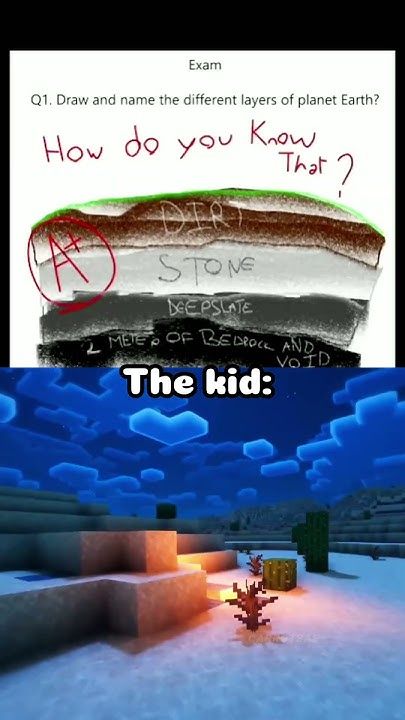 Exam
Q1. Draw and name the different layers of planet Earth?
How do you Know
That?
DIRT
A+
STONE
DEEPSLATE
2 METER OF BEDROCK AND
VOID
The kid: